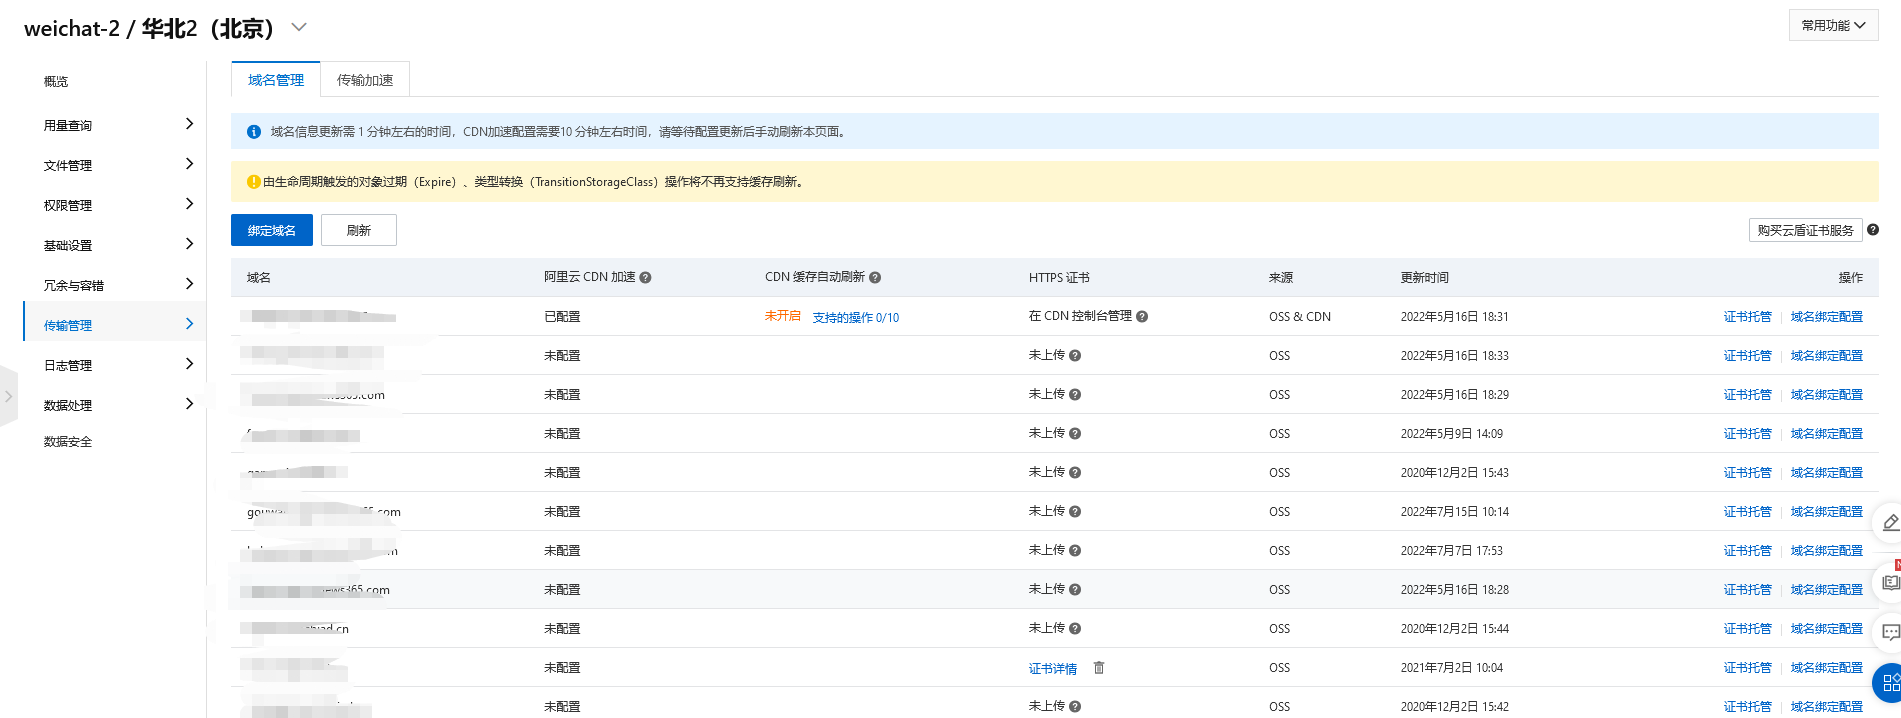 weichat-2 / 华北2（北京）
常用功能
概览
用量查询
文件管理
权限管理
基础设置
冗余与容错
传输管理
日志管理
数据处理
数据安全
域名管理 传输加速
域名信息更新需 1 分钟左右的时间，CDN加速配置需要10 分钟左右时间，请等待配置更新后手动刷新本页面。
由生命周期触发的对象过期（Expire）、类型转换（TransitionStorageClass）操作将不再支持缓存刷新。
绑定域名 刷新 购买云盾证书服务
域名 阿里云 CDN 加速 CDN 缓存自动刷新 HTTPS 证书 来源 更新时间 操作
已配置 未开启 支持的操作 0/10 在 CDN 控制台管理 OSS & CDN 2022年5月16日 18:31 证书托管 域名绑定配置
未配置 未上传 OSS 2022年5月16日 18:33 证书托管 域名绑定配置
未配置 未上传 OSS 2022年5月16日 18:29 证书托管 域名绑定配置
未配置 未上传 OSS 2022年5月9日 14:09 证书托管 域名绑定配置
未配置 未上传 OSS 2020年12月2日 15:43 证书托管 域名绑定配置
未配置 未上传 OSS 2022年7月15日 10:14 证书托管 域名绑定配置
未配置 未上传 OSS 2022年7月7日 17:53 证书托管 域名绑定配置
未配置 未上传 OSS 2022年5月16日 18:28 证书托管 域名绑定配置
未配置 未上传 OSS 2020年12月2日 15:44 证书托管 域名绑定配置
未配置 证书详情 OSS 2021年7月2日 10:04 证书托管 域名绑定配置
未配置 未上传 OSS 2020年12月2日 15:42 证书托管 域名绑定配置